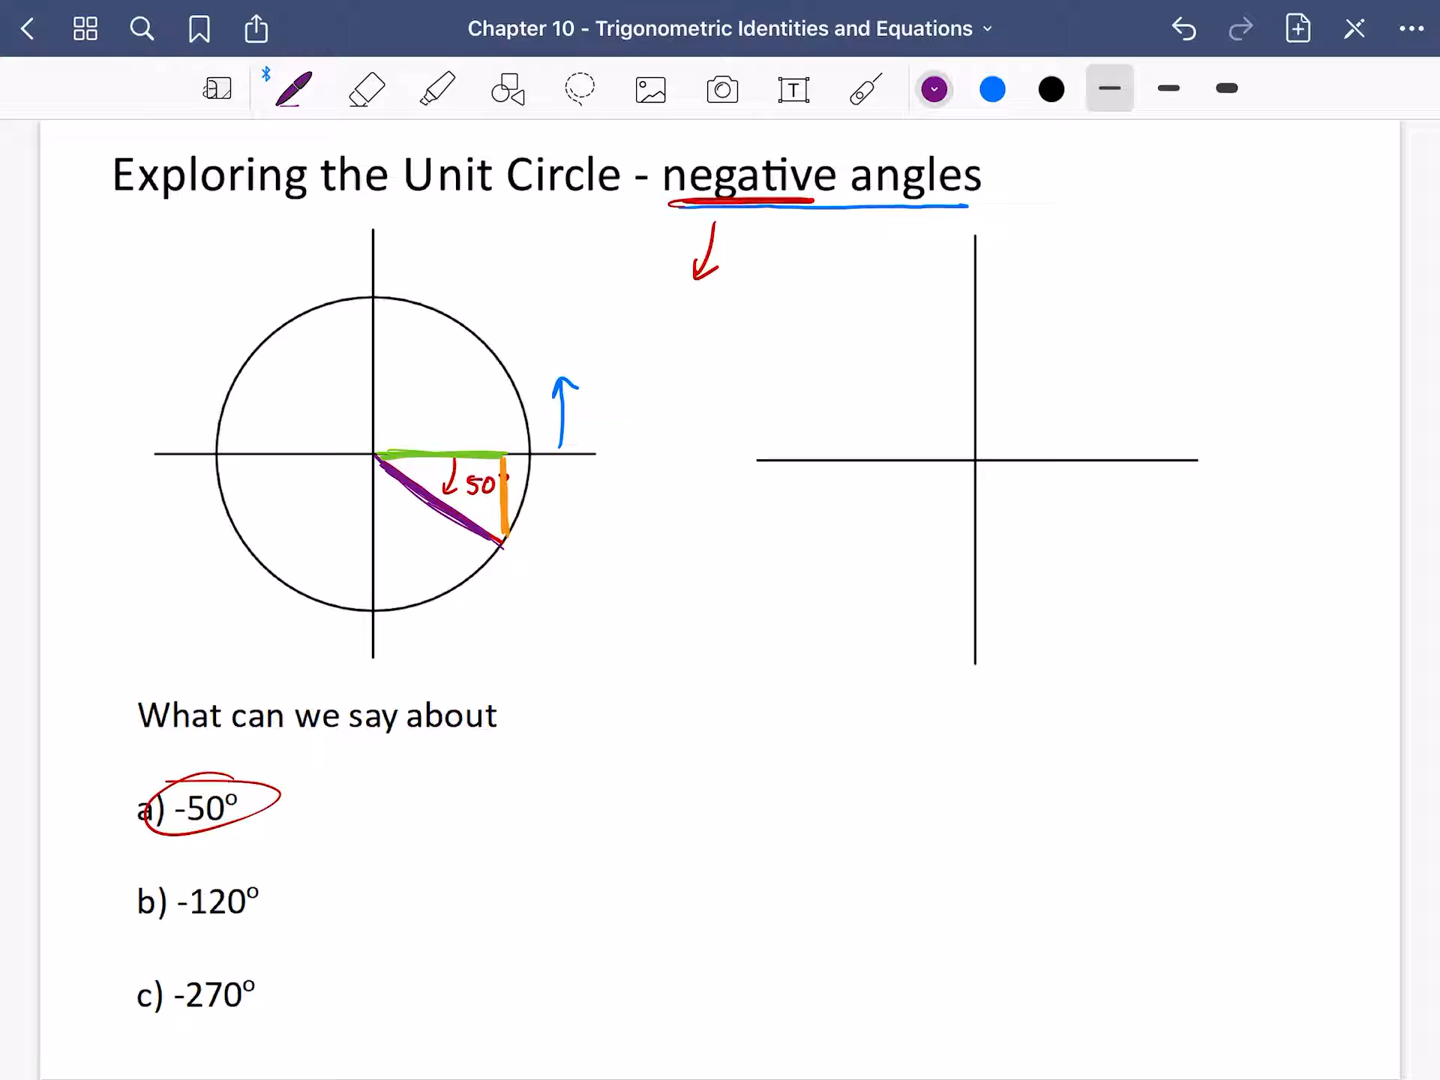 Chapter 10 - Trigonometric Identities and Equations
T
Exploring the Unit Circle - negative angles
50°
What can we say about
a) -50°
b) -120°
c) -270°